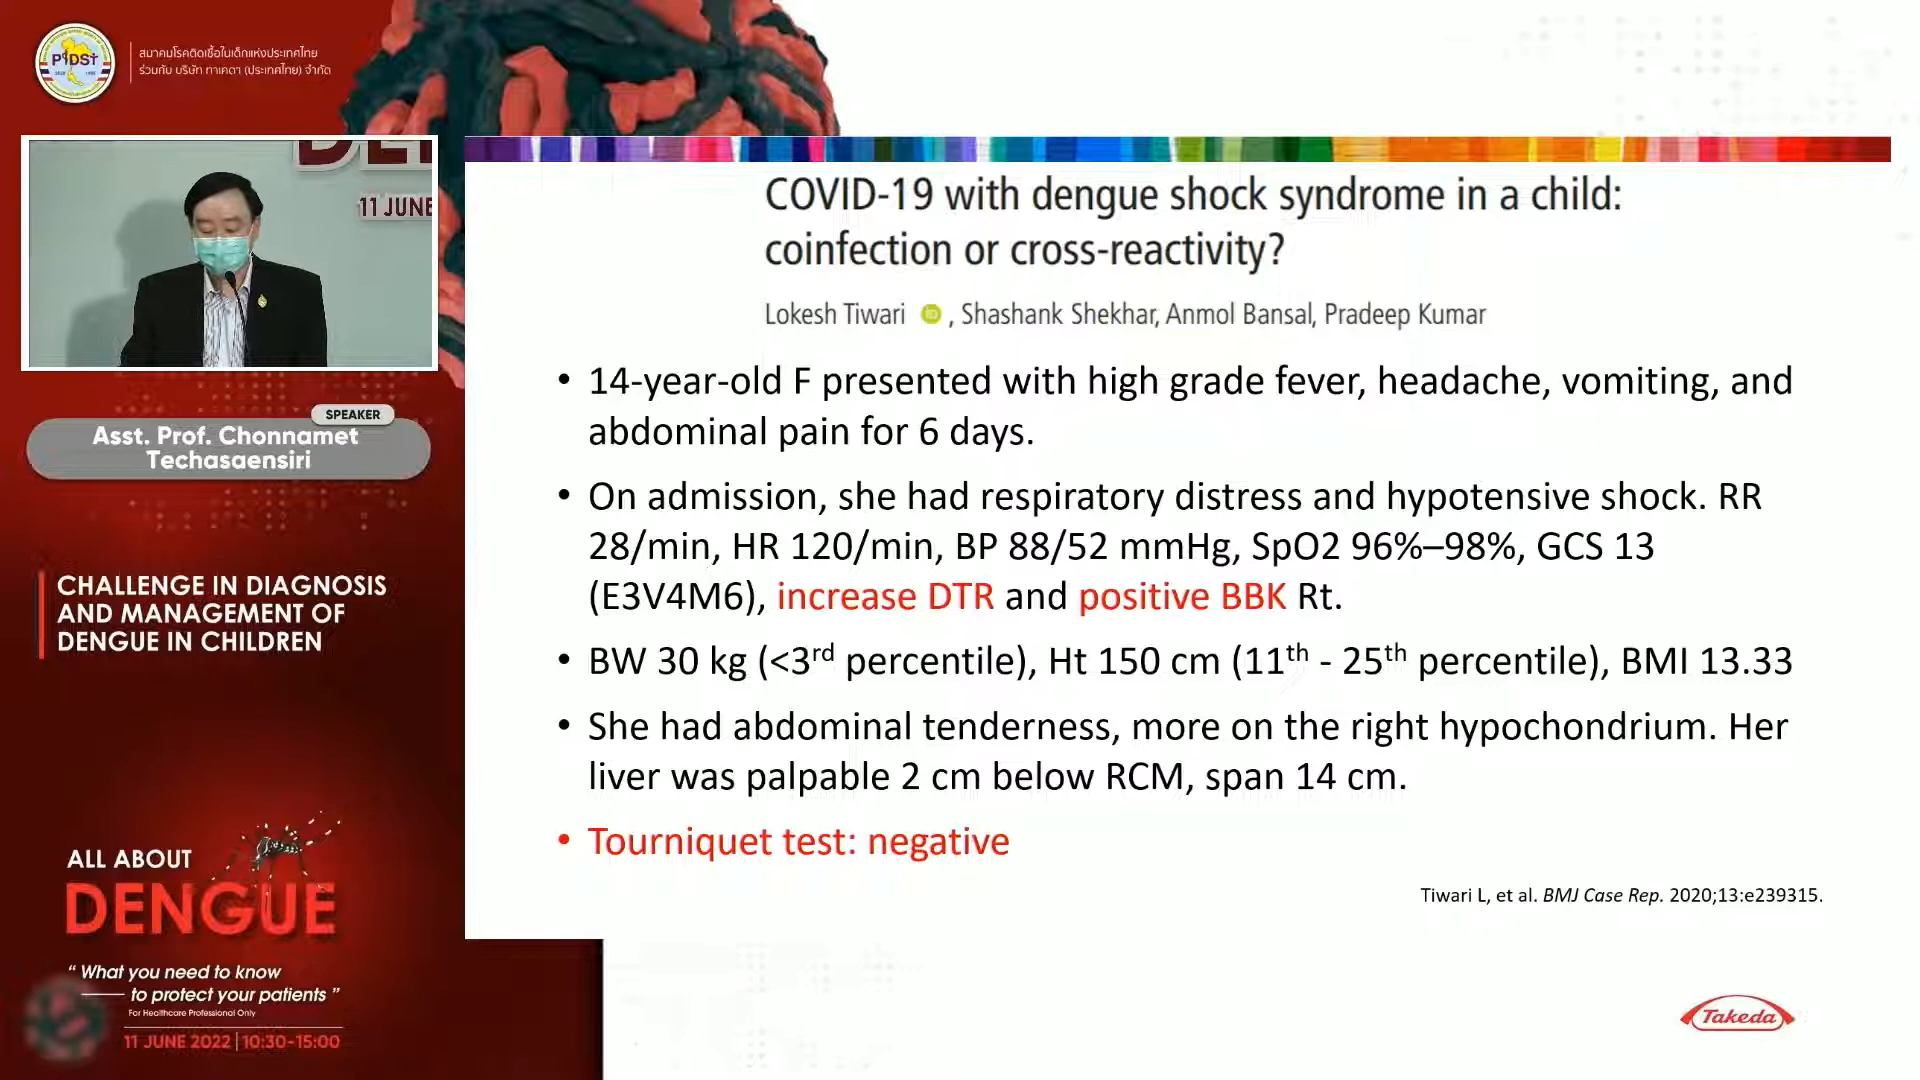 PIDST
สมาคมโรคติดเชื้อในเด็กแห่งประเทศไทย
ร่วมกับ บริษัท ทาเคดา (ประเทศไทย) จำกัด
11 JUNE
SPEAKER
Asst. Prof. Chonnamet
Techasaensiri
CHALLENGE IN DIAGNOSIS
AND MANAGEMENT OF
DENGUE IN CHILDREN
ALL ABOUT
DENGUE
“ What you need to know
to protect your patients ”
For Healthcare Professional Only
11 JUNE 2022 | 10:30-15:00
COVID-19 with dengue shock syndrome in a child:
coinfection or cross-reactivity?
Lokesh Tiwari iD , Shashank Shekhar, Anmol Bansal, Pradeep Kumar
• 14-year-old F presented with high grade fever, headache, vomiting, and
abdominal pain for 6 days.
• On admission, she had respiratory distress and hypotensive shock. RR
28/min, HR 120/min, BP 88/52 mmHg, SpO2 96%–98%, GCS 13
(E3V4M6), increase DTR and positive BBK Rt.
• BW 30 kg (<3rd percentile), Ht 150 cm (11th - 25th percentile), BMI 13.33
• She had abdominal tenderness, more on the right hypochondrium. Her
liver was palpable 2 cm below RCM, span 14 cm.
• Tourniquet test: negative
Tiwari L, et al. BMJ Case Rep. 2020;13:e239315.
Takeda